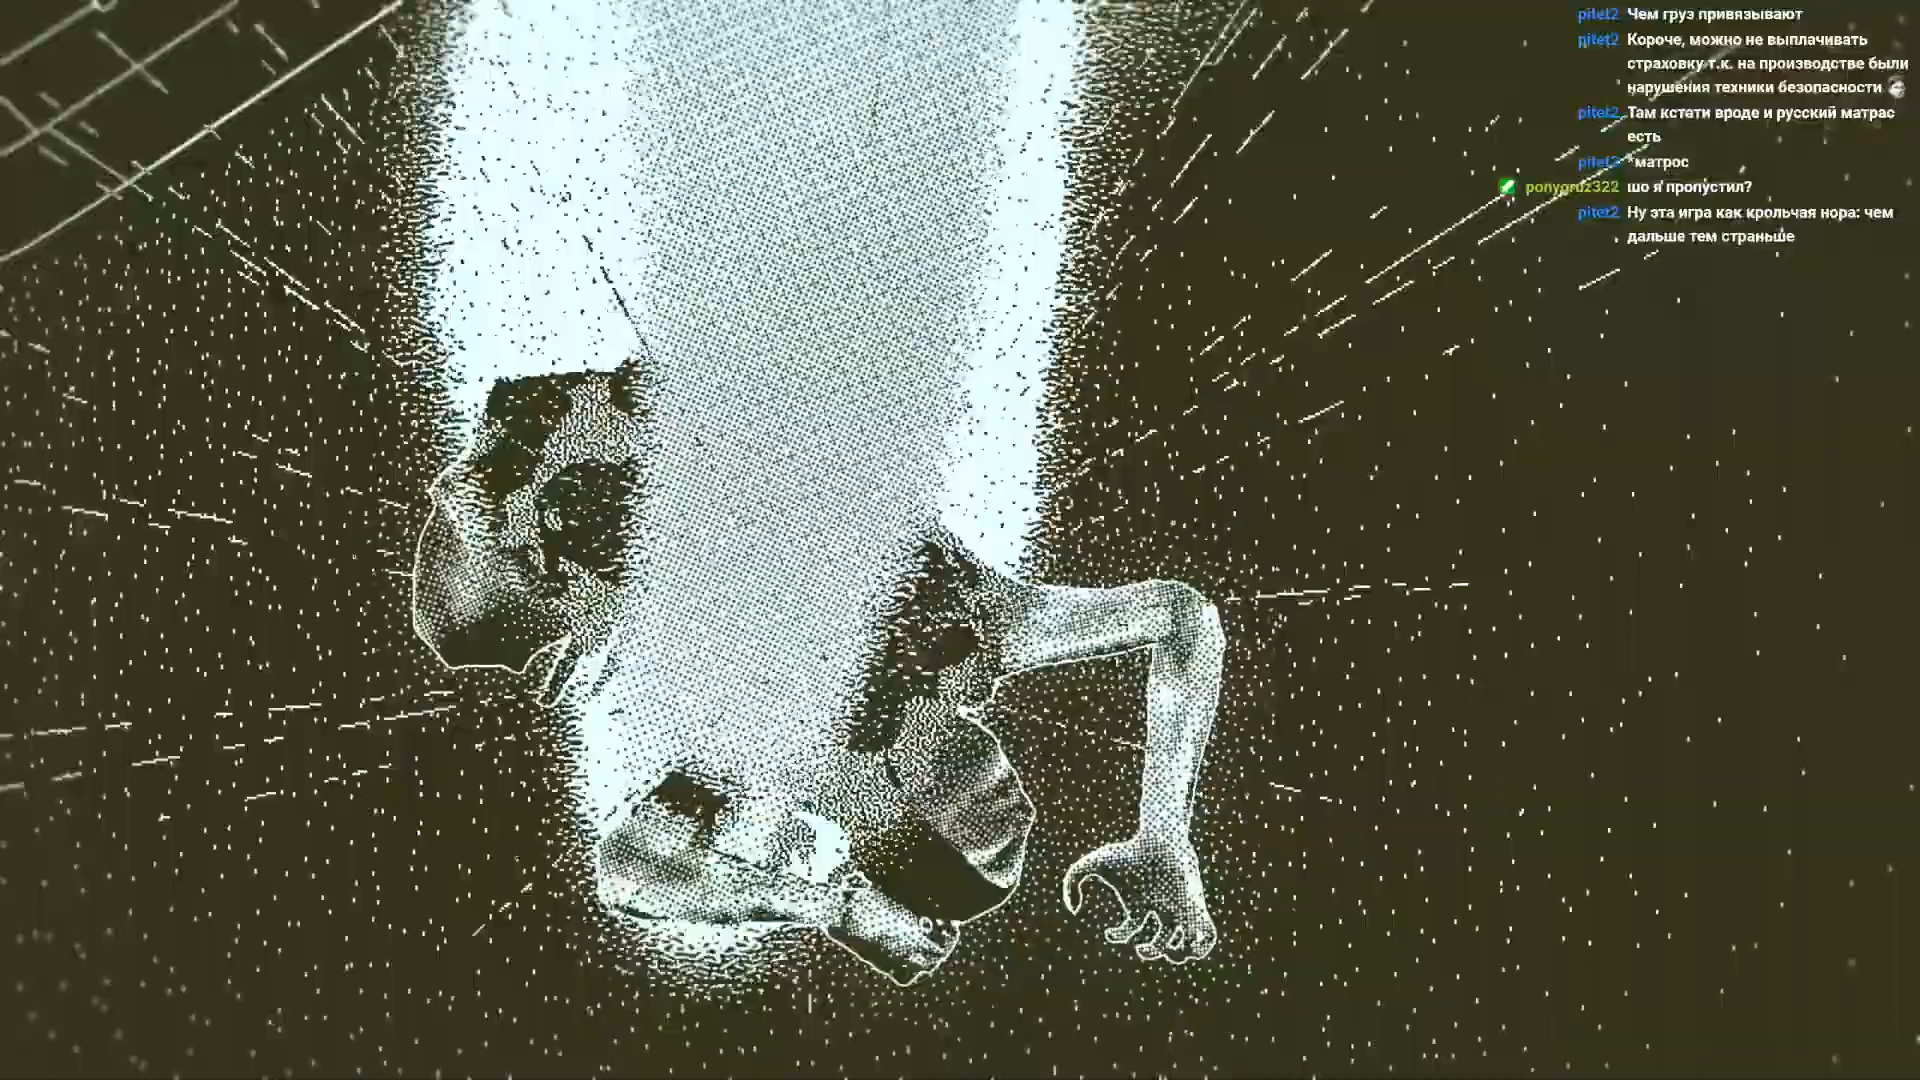 pitet2 Чем груз привязывают
pitet2 Короче, можно не выплачивать
страховку т.к. на производстве были
нарушения техники безопасности
pitet2 Там кстати вроде и русский матрас
есть
pitet2 *матрос
ponygruz322 шо я пропустил?
pitet2 Ну эта игра как крольчая нора: чем
дальше тем страньше